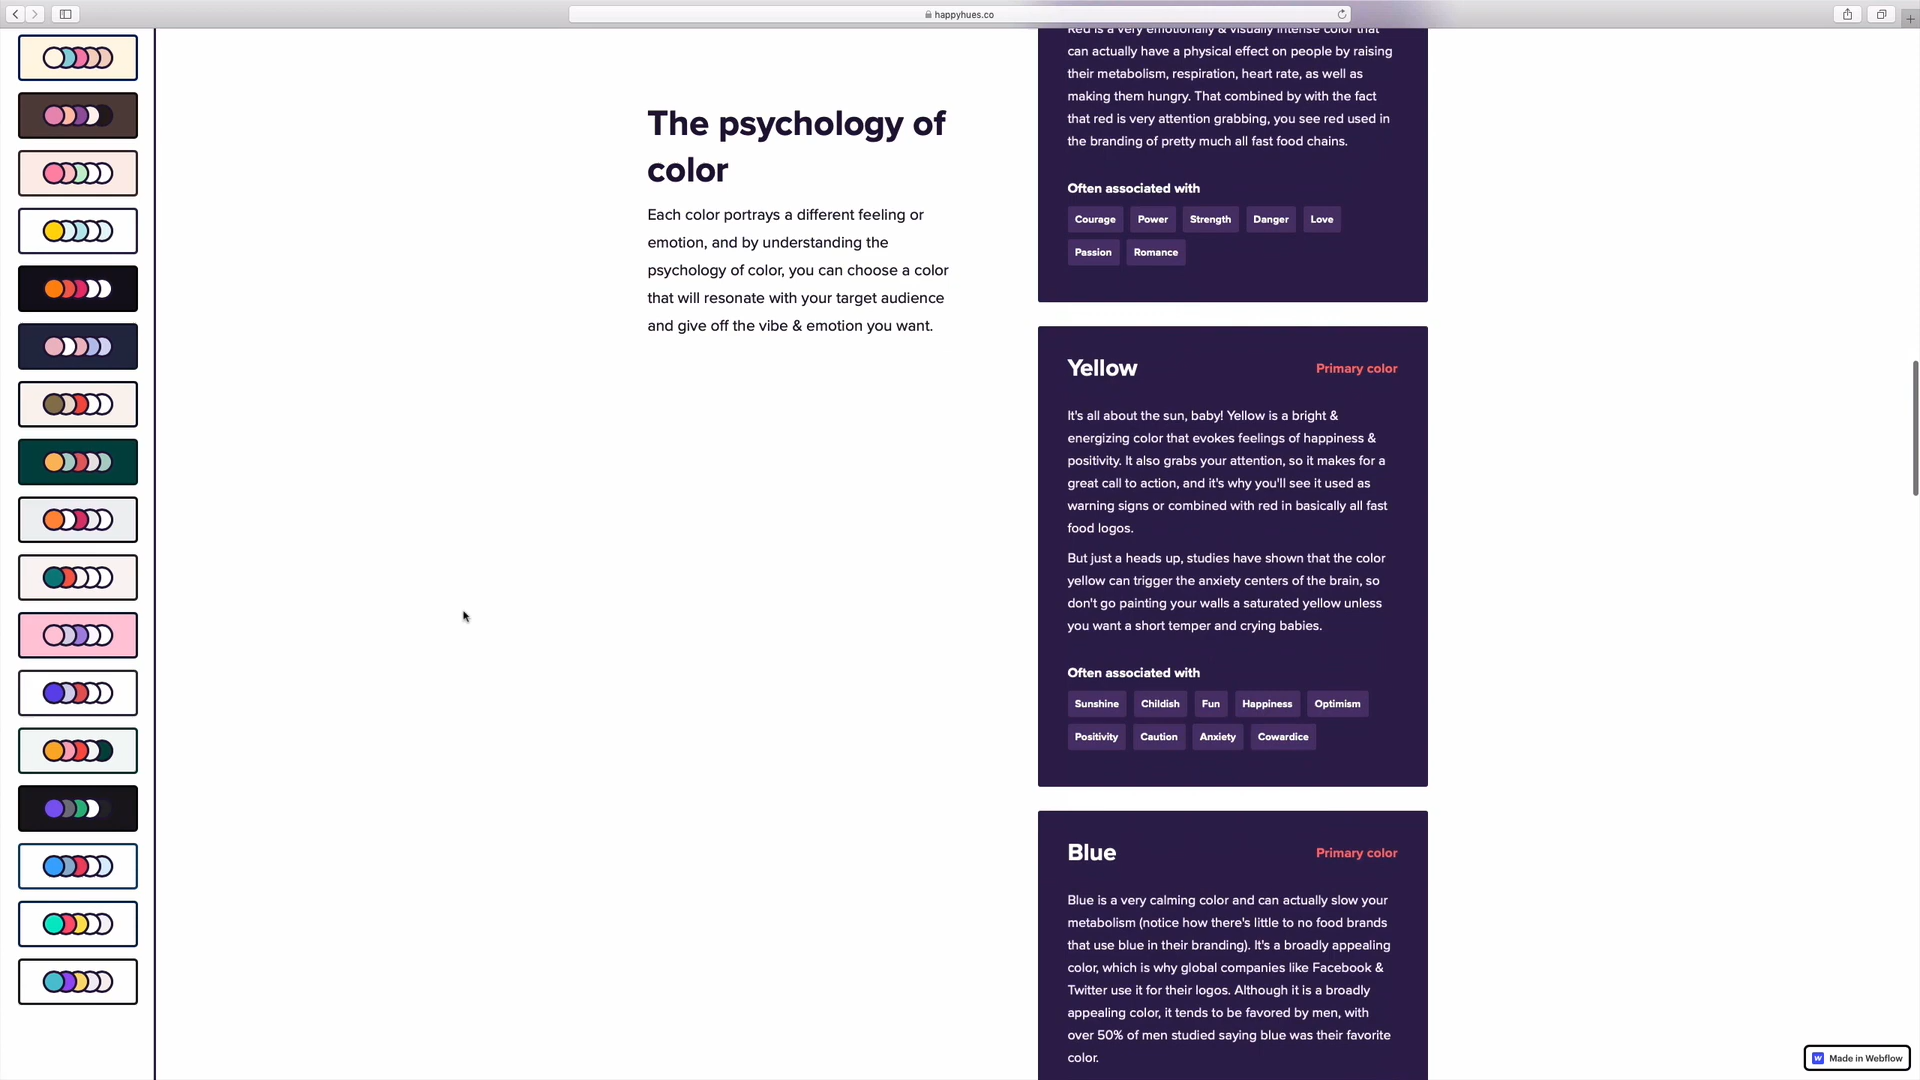 happyhues.co
The psychology of
color
Each color portrays a different feeling or
emotion, and by understanding the
psychology of color, you can choose a color
that will resonate with your target audience
and give off the vibe & emotion you want.
Red is a very emotionally & visually intense color that
can actually have a physical effect on people by raising
their metabolism, respiration, heart rate, as well as
making them hungry. That combined by with the fact
that red is very attention grabbing, you see red used in
the branding of pretty much all fast food chains.
Often associated with
Courage Power Strength Danger Love
Passion Romance
Yellow Primary color
It's all about the sun, baby! Yellow is a bright &
energizing color that evokes feelings of happiness &
positivity. It also grabs your attention, so it makes for a
great call to action, and it's why you'll see it used as
warning signs or combined with red in basically all fast
food logos.
But just a heads up, studies have shown that the color
yellow can trigger the anxiety centers of the brain, so
don't go painting your walls a saturated yellow unless
you want a short temper and crying babies.
Often associated with
Sunshine Childish Fun Happiness Optimism
Positivity Caution Anxiety Cowardice
Blue Primary color
Blue is a very calming color and can actually slow your
metabolism (notice how there's little to no food brands
that use blue in their branding). It's a broadly appealing
color, which is why global companies like Facebook &
Twitter use it for their logos. Although it is a broadly
appealing color, it tends to be favored by men, with
over 50% of men studied saying blue was their favorite
color.
Made in Webflow